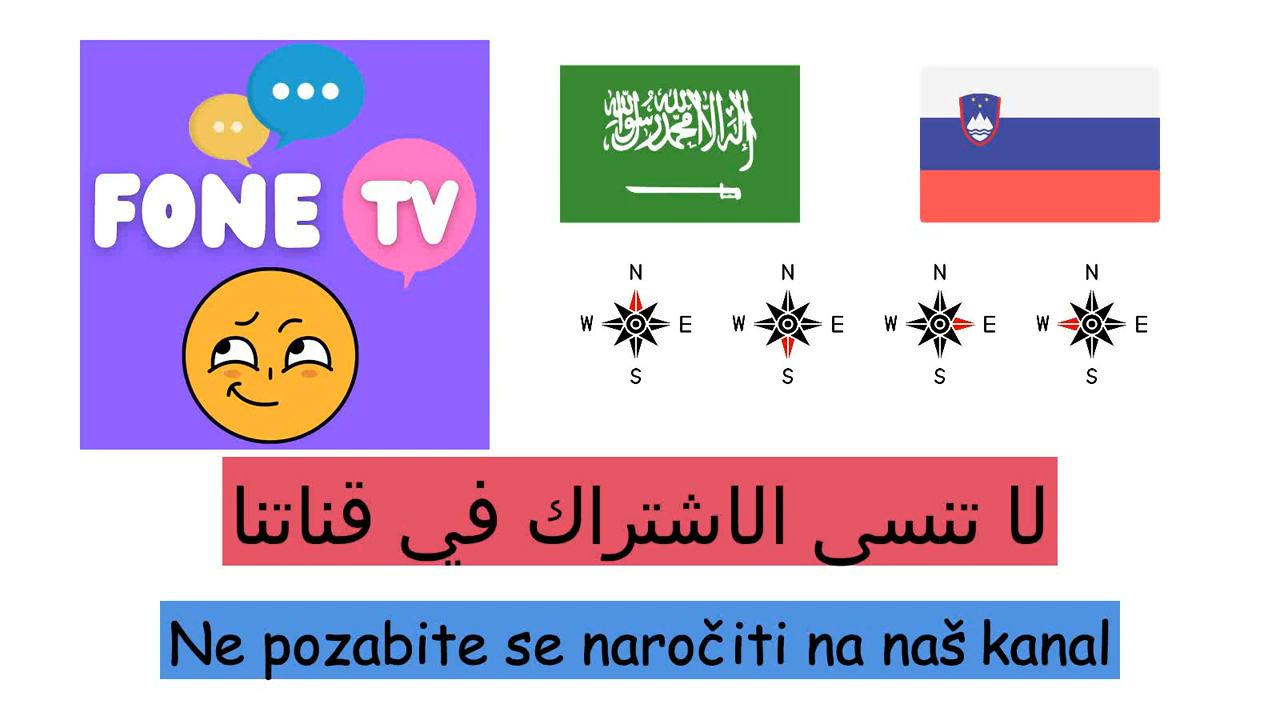 FONE TV
لا إله إلا الله محمد رسول الله
N N N N
W E W E W E W E
S S S S
لا تنسى الاشتراك في قناتنا
Ne pozabite se naročiti na naš kanal